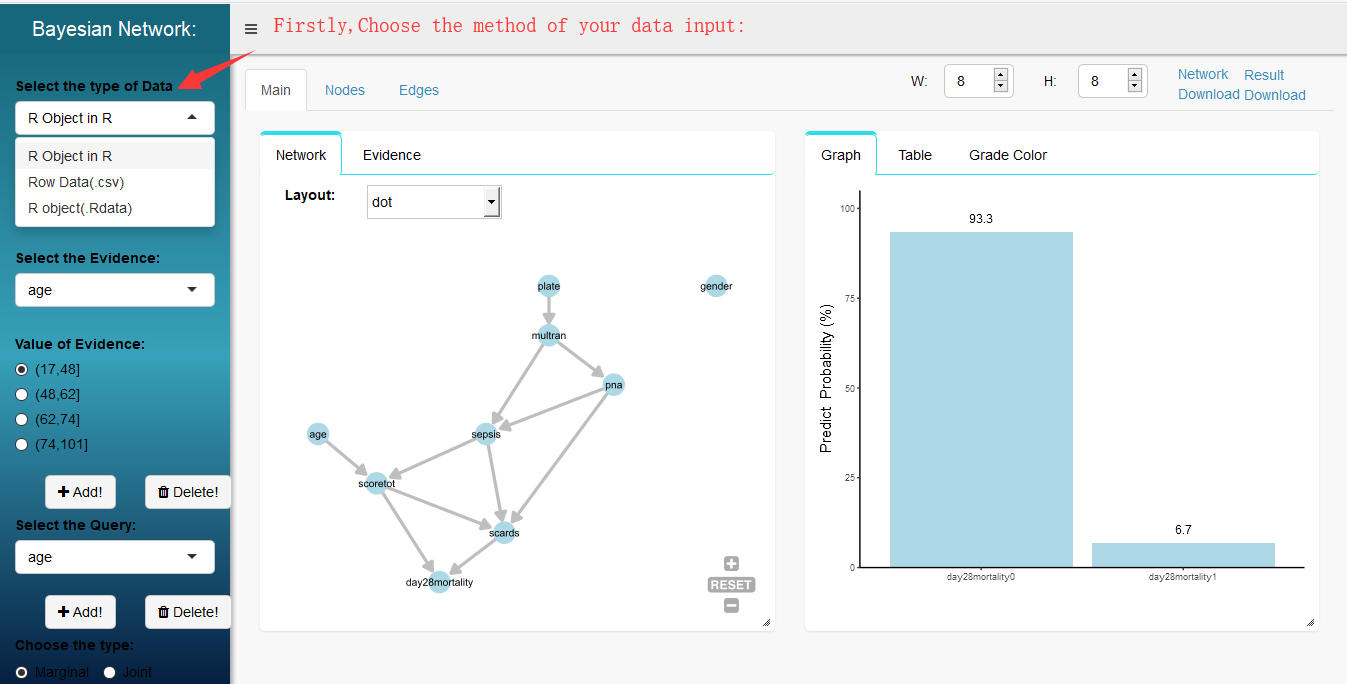 Bayesian Network:
Firstly,Choose the method of your data input:
Select the type of Data
R Object in R
R Object in R
Row Data(.csv)
R object(.Rdata)
Select the Evidence:
age
Value of Evidence:
(17,48]
(48,62]
(62,74]
(74,101]
Add! Delete!
Select the Query:
age
Add! Delete!
Choose the type:
Marginal Joint
Main Nodes Edges
W: 8 H: 8
Network Download
Result Download
Network Evidence
Layout: dot
plate
gender
multran
pna
age
sepsis
scoretot
scards
day28mortality
RESET
Graph Table Grade Color
Predict Probability (%)
100
75
50
25
0
93.3
6.7
day28mortality0
day28mortality1